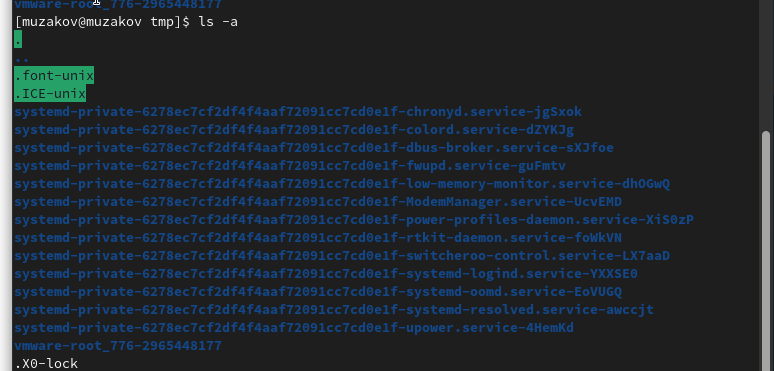 vmware-root_776-2965448177
[muzakov@muzakov tmp]$ ls -a
.
..
.font-unix
.ICE-unix
systemd-private-6278ec7cf2df4f4aaf72091cc7cd0e1f-chronyd.service-jgSxok
systemd-private-6278ec7cf2df4f4aaf72091cc7cd0e1f-colord.service-dZYKJg
systemd-private-6278ec7cf2df4f4aaf72091cc7cd0e1f-dbus-broker.service-sXJfoe
systemd-private-6278ec7cf2df4f4aaf72091cc7cd0e1f-fwupd.service-guFmtv
systemd-private-6278ec7cf2df4f4aaf72091cc7cd0e1f-low-memory-monitor.service-dhOGwQ
systemd-private-6278ec7cf2df4f4aaf72091cc7cd0e1f-ModemManager.service-UcvEMD
systemd-private-6278ec7cf2df4f4aaf72091cc7cd0e1f-power-profiles-daemon.service-XiS0zP
systemd-private-6278ec7cf2df4f4aaf72091cc7cd0e1f-rtkit-daemon.service-foWkVN
systemd-private-6278ec7cf2df4f4aaf72091cc7cd0e1f-switcheroo-control.service-LX7aaD
systemd-private-6278ec7cf2df4f4aaf72091cc7cd0e1f-systemd-logind.service-YXXSE0
systemd-private-6278ec7cf2df4f4aaf72091cc7cd0e1f-systemd-oomd.service-EoVUGQ
systemd-private-6278ec7cf2df4f4aaf72091cc7cd0e1f-systemd-resolved.service-awccjt
systemd-private-6278ec7cf2df4f4aaf72091cc7cd0e1f-upower.service-4HemKd
vmware-root_776-2965448177
.X0-lock